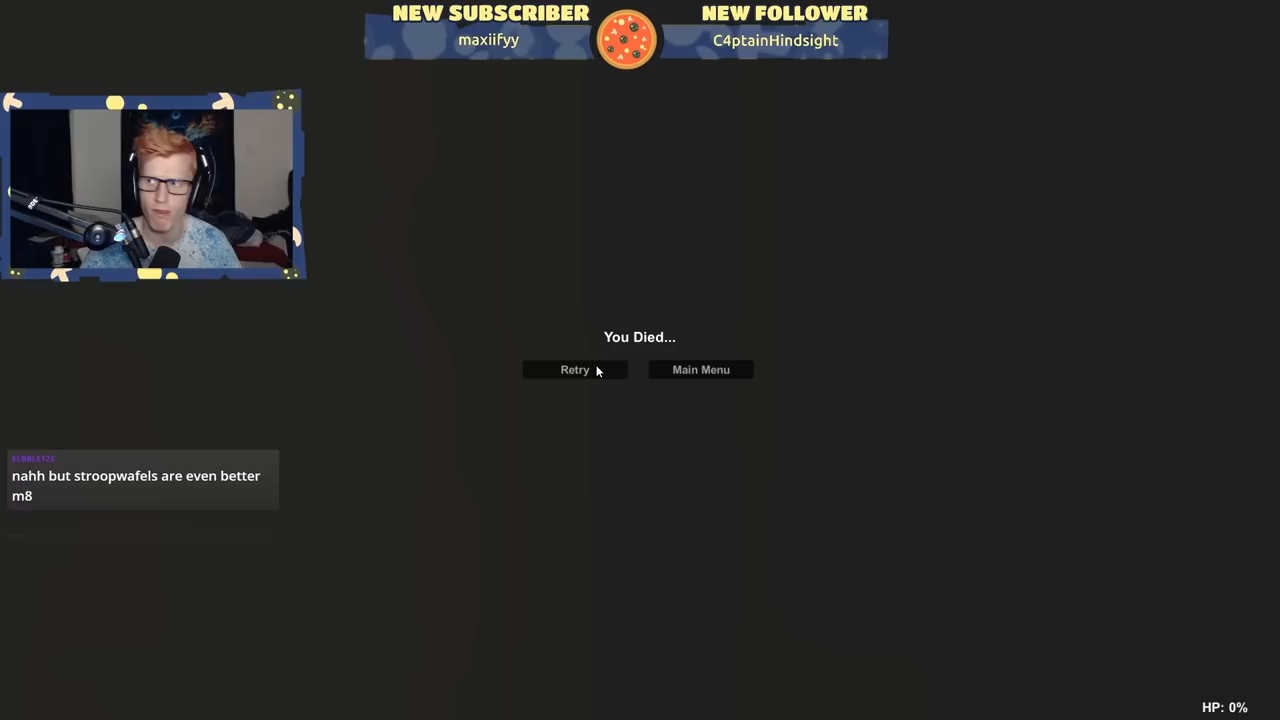 NEW SUBSCRIBER
maxiifyy
NEW FOLLOWER
C4ptainHindsight
You Died...
Retry
Main Menu
nahh but stroopwafels are even better
m8
HP: 0%